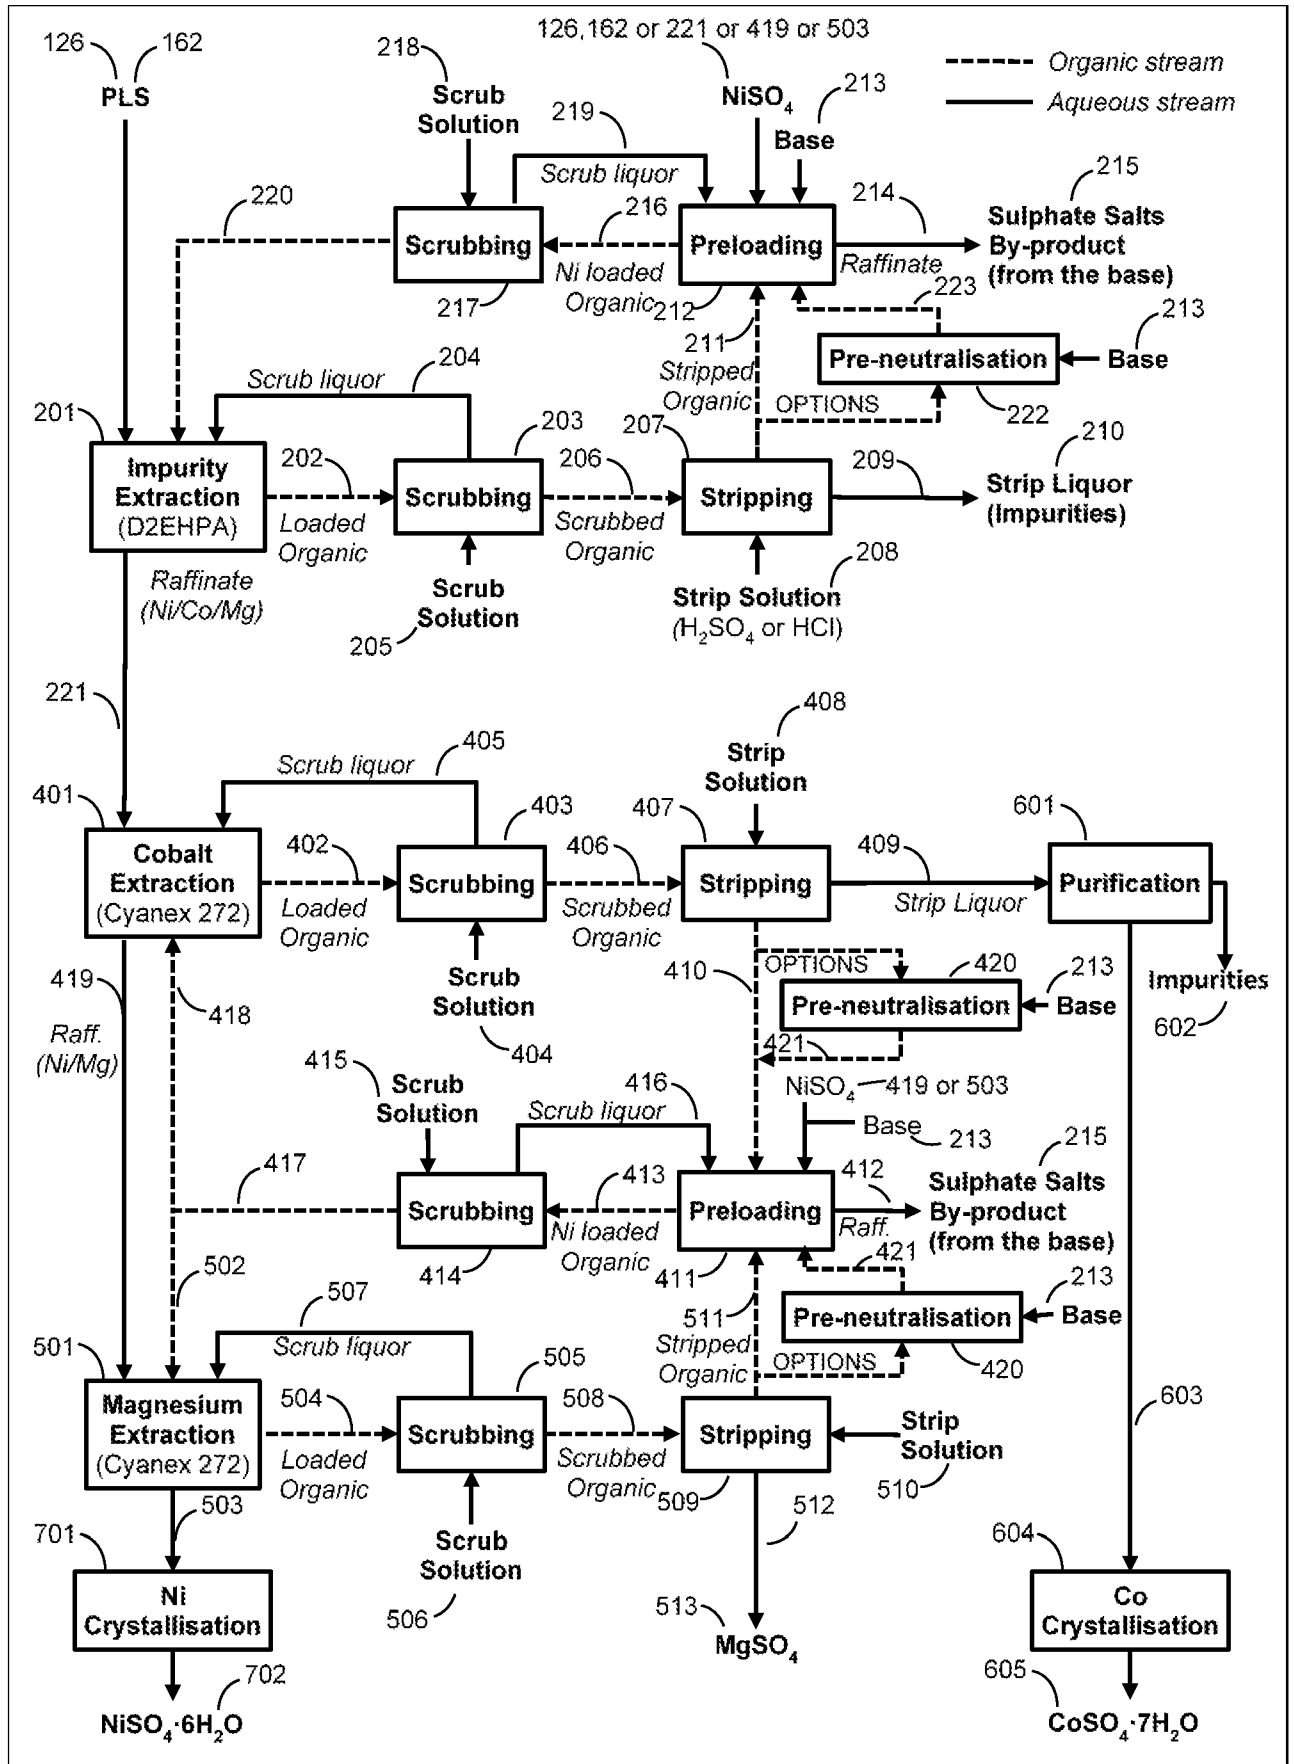 126
162
PLS
218
Scrub
Solution
126,162 or 221 or 419 or 503
NiSO₄
213
Base
Organic stream
Aqueous stream
219
Scrub liquor
220
216
214
215
Scrubbing
Preloading
Sulphate Salts
By-product
(from the base)
Raffinate
Ni loaded
Organic
217
212
223
211
Stripped
Organic
213
Pre-neutralisation
Base
OPTIONS
222
Scrub liquor
204
201
203
207
210
202
206
209
Impurity
Extraction
(D2EHPA)
Scrubbing
Stripping
Strip Liquor
(Impurities)
Loaded
Organic
Scrubbed
Organic
208
Raffinate
(Ni/Co/Mg)
Scrub
Solution
205
Strip Solution
(H₂SO₄ or HCl)
221
408
405
Scrub liquor
Strip
Solution
401
403
407
601
402
406
409
Cobalt
Extraction
(Cyanex 272)
Scrubbing
Stripping
Purification
Loaded
Organic
Scrubbed
Organic
Strip Liquor
419
418
Scrub
Solution
404
410
OPTIONS
420
213
Pre-neutralisation
Base
Impurities
602
Raff.
(Ni/Mg)
421
415
Scrub
Solution
416
Scrub liquor
NiSO₄
419 or 503
Base
213
215
417
413
412
Scrubbing
Preloading
Sulphate Salts
By-product
(from the base)
Raff.
Ni loaded
Organic
414
411
421
502
213
507
511
Pre-neutralisation
Base
Scrub liquor
Stripped
Organic
OPTIONS
420
501
505
504
508
603
Magnesium
Extraction
(Cyanex 272)
Scrubbing
Stripping
Strip
Solution
510
Loaded
Organic
Scrubbed
Organic
509
503
512
701
Scrub
Solution
506
604
Ni
Crystallisation
Co
Crystallisation
513
MgSO₄
702
605
NiSO₄·6H₂O
CoSO₄·7H₂O